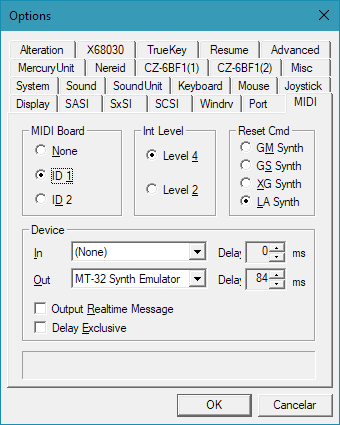 Options
Alteration X68030 TrueKey Resume Advanced
MercuryUnit Nereid CZ-6BF1(1) CZ-6BF1(2) Misc
System Sound SoundUnit Keyboard Mouse Joystick
Display SASI SxSI SCSI Windrv Port MIDI
MIDI Board
None
ID 1
ID 2
Int Level
Level 4
Level 2
Reset Cmd
GM Synth
GS Synth
XG Synth
LA Synth
Device
In (None) Delay 0 ms
Out MT-32 Synth Emulator Delay 84 ms
Output Realtime Message
Delay Exclusive
OK Cancelar